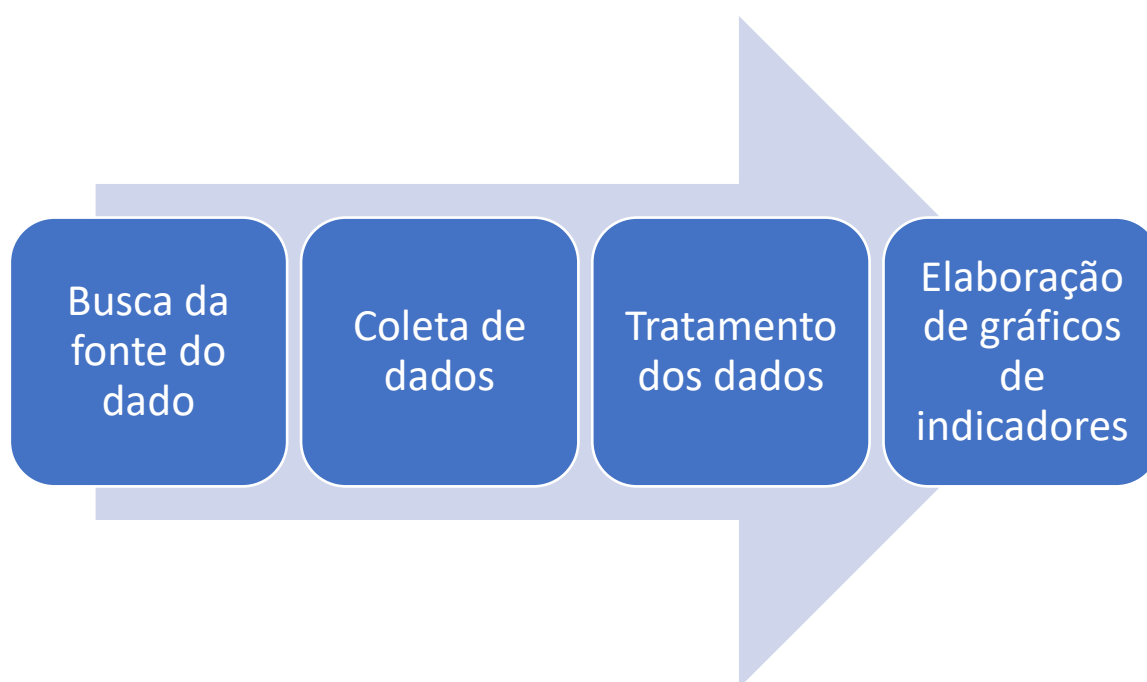 Busca da
fonte do
dado
Coleta de
dados
Tratamento
dos dados
Elaboração
de gráficos
de
indicadores